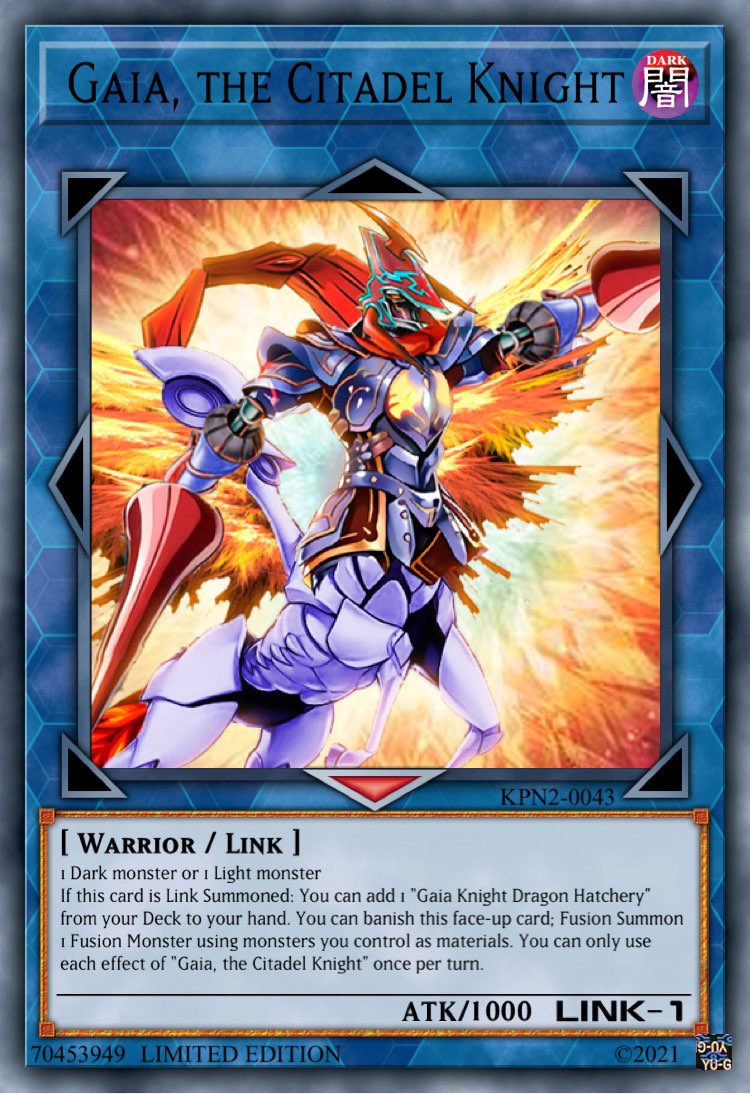 Gaia, the Citadel Knight
DARK
闇
KPN2-0043
[ Warrior / Link ]
1 Dark monster or 1 Light monster
If this card is Link Summoned: You can add 1 "Gaia Knight Dragon Hatchery"
from your Deck to your hand. You can banish this face-up card; Fusion Summon
1 Fusion Monster using monsters you control as materials. You can only use
each effect of "Gaia, the Citadel Knight" once per turn.
ATK/1000 LINK-1
70453949 LIMITED EDITION ©2021
YU-G
YU-G